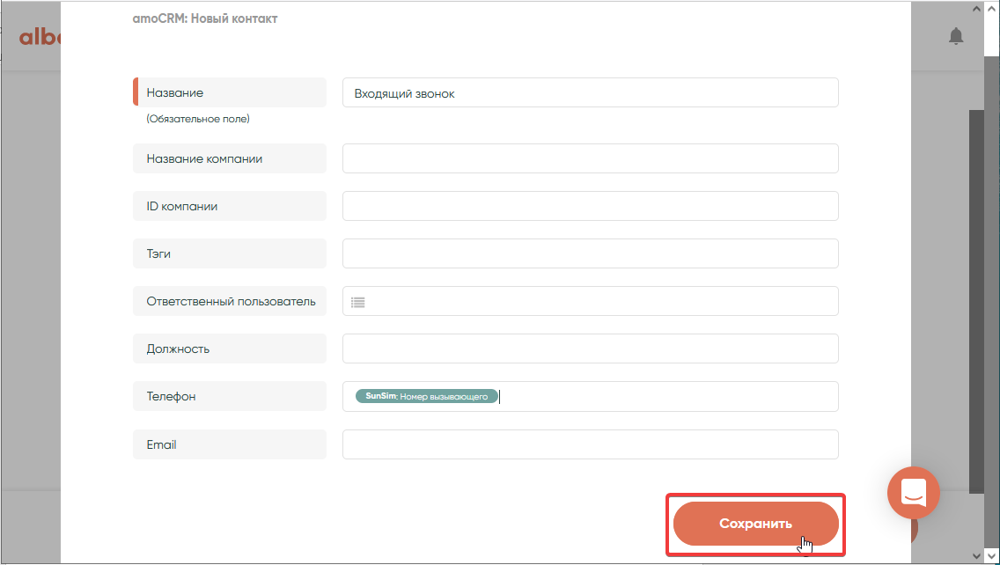 amoCRM: Новый контакт
Название
Входящий звонок
(Обязательное поле)
Название компании
ID компании
Тэги
Ответственный пользователь
Должность
Телефон
SunSim: Номер вызывающего
Email
Сохранить